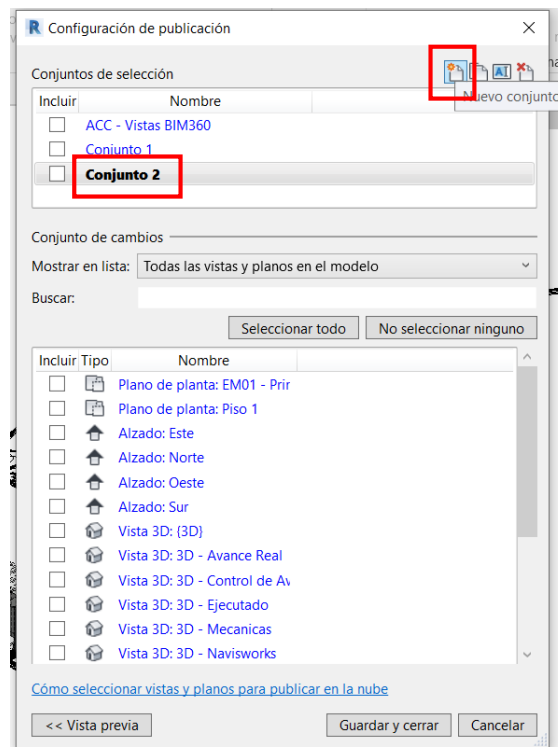 Configuración de publicación
Conjuntos de selección
Nuevo conjunto
Incluir Nombre
ACC - Vistas BIM360
Conjunto 1
Conjunto 2
Conjunto de cambios
Mostrar en lista: Todas las vistas y planos en el modelo
Buscar:
Seleccionar todo No seleccionar ninguno
Incluir Tipo Nombre
Plano de planta: EM01 - Prir
Plano de planta: Piso 1
Alzado: Este
Alzado: Norte
Alzado: Oeste
Alzado: Sur
Vista 3D: {3D}
Vista 3D: 3D - Avance Real
Vista 3D: 3D - Control de Av
Vista 3D: 3D - Ejecutado
Vista 3D: 3D - Mecanicas
Vista 3D: 3D - Navisworks
Cómo seleccionar vistas y planos para publicar en la nube
<< Vista previa Guardar y cerrar Cancelar